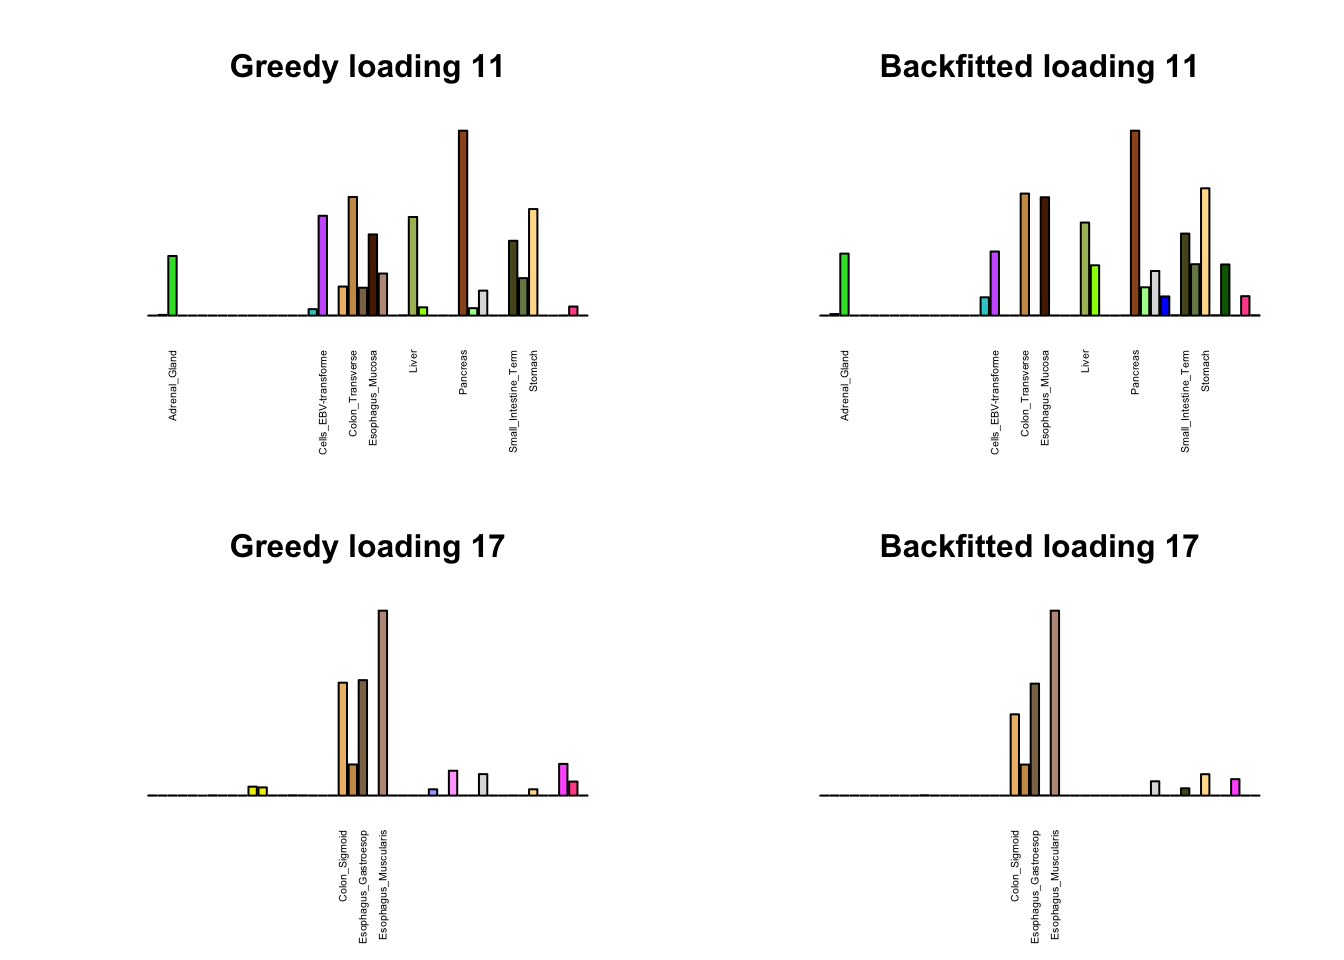 Greedy loading 11
Adrenal_Gland
Cells_EBV-transforme
Colon_Transverse
Esophagus_Mucosa
Liver
Pancreas
Small_Intestine_Term
Stomach
Backfitted loading 11
Adrenal_Gland
Cells_EBV-transforme
Colon_Transverse
Esophagus_Mucosa
Liver
Pancreas
Small_Intestine_Term
Stomach
Greedy loading 17
Colon_Sigmoid
Esophagus_Gastroesop
Esophagus_Muscularis
Backfitted loading 17
Colon_Sigmoid
Esophagus_Gastroesop
Esophagus_Muscularis